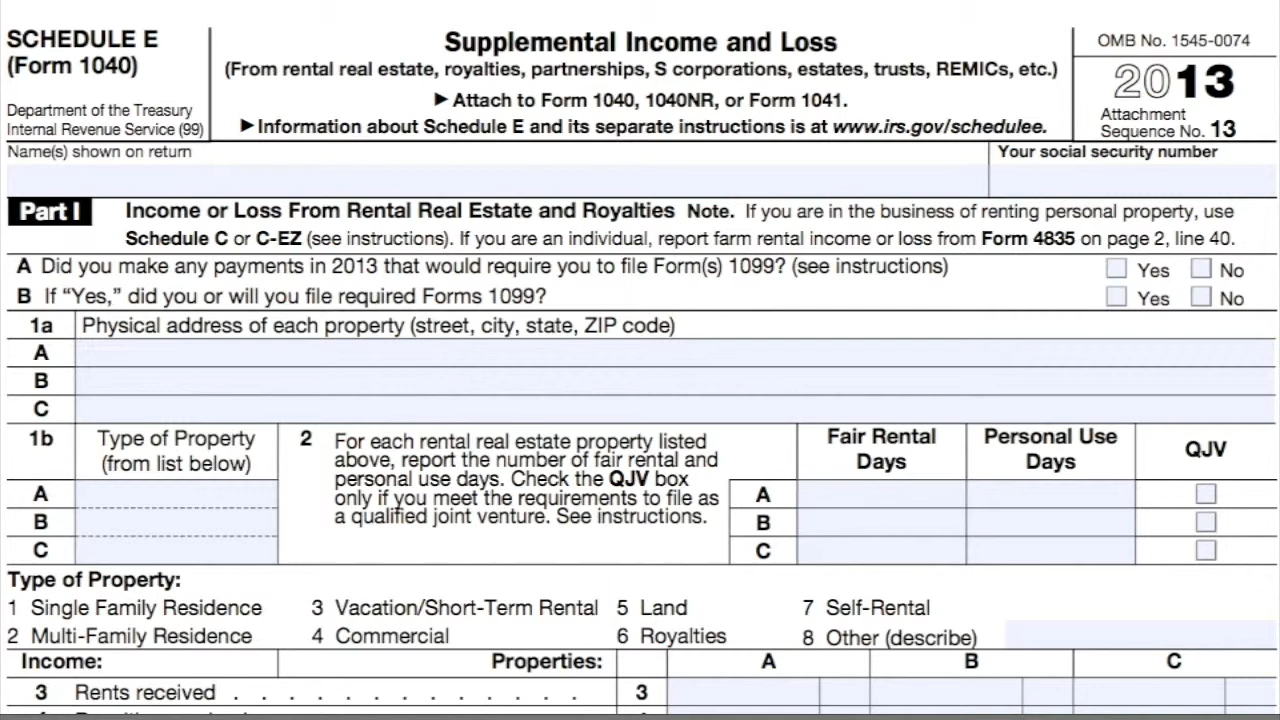 SCHEDULE E
(Form 1040)
Department of the Treasury
Internal Revenue Service (99)
Supplemental Income and Loss
(From rental real estate, royalties, partnerships, S corporations, estates, trusts, REMICs, etc.)
► Attach to Form 1040, 1040NR, or Form 1041.
► Information about Schedule E and its separate instructions is at www.irs.gov/schedulee.
OMB No. 1545-0074
2013
Attachment
Sequence No. 13
Name(s) shown on return
Your social security number
Part I Income or Loss From Rental Real Estate and Royalties Note. If you are in the business of renting personal property, use
Schedule C or C-EZ (see instructions). If you are an individual, report farm rental income or loss from Form 4835 on page 2, line 40.
A Did you make any payments in 2013 that would require you to file Form(s) 1099? (see instructions) Yes No
B If “Yes,” did you or will you file required Forms 1099? Yes No
1a Physical address of each property (street, city, state, ZIP code)
A
B
C
1b Type of Property
(from list below)
A
B
C
2 For each rental real estate property listed
above, report the number of fair rental and
personal use days. Check the QJV box
only if you meet the requirements to file as
a qualified joint venture. See instructions.
Fair Rental
Days
Personal Use
Days
QJV
A
B
C
Type of Property:
1 Single Family Residence 3 Vacation/Short-Term Rental 5 Land 7 Self-Rental
2 Multi-Family Residence 4 Commercial 6 Royalties 8 Other (describe)
Income: Properties: A B C
3 Rents received . . . . . . . . . . . . . 3